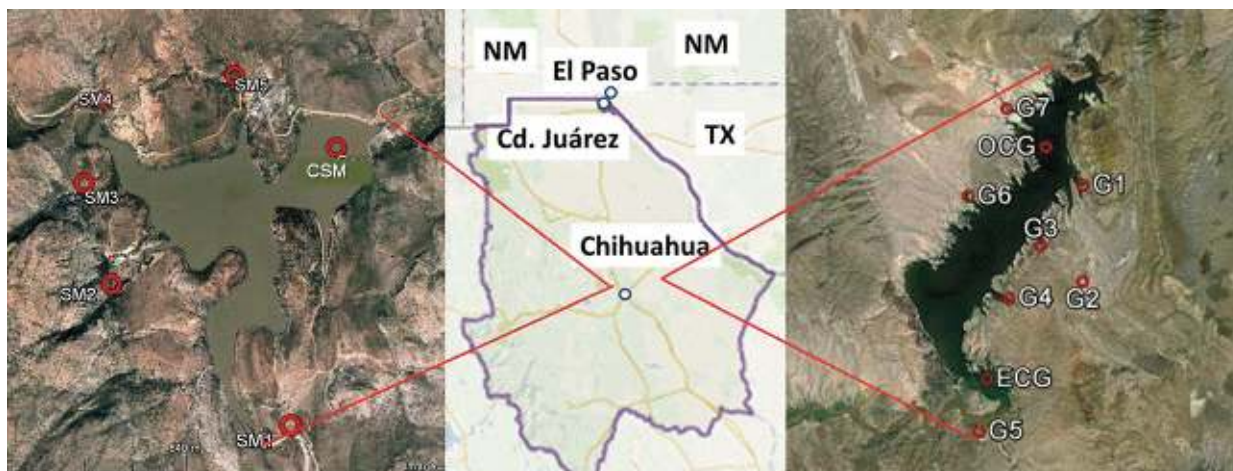 SM5
SM4
CSM
SM3
SM2
SM1
NM
NM
El Paso
Cd. Juárez
TX
Chihuahua
G7
OCG
G1
G6
G3
G2
G4
ECG
G5